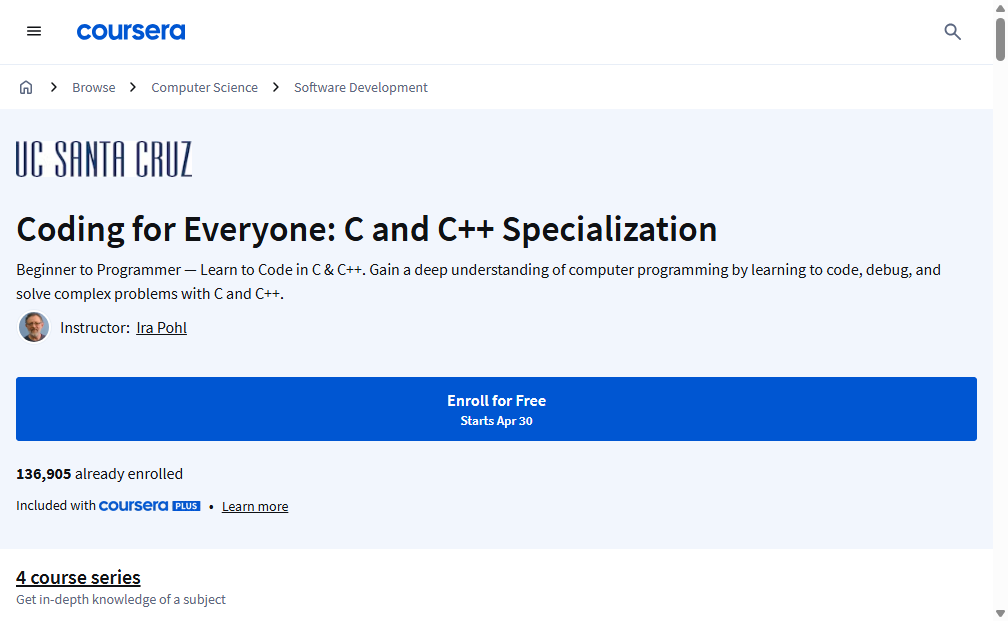 coursera
Browse
Computer Science
Software Development
UC SANTA CRUZ
Coding for Everyone: C and C++ Specialization
Beginner to Programmer — Learn to Code in C & C++. Gain a deep understanding of computer programming by learning to code, debug, and
solve complex problems with C and C++.
Instructor: Ira Pohl
Enroll for Free
Starts Apr 30
136,905 already enrolled
Included with coursera PLUS • Learn more
4 course series
Get in-depth knowledge of a subject